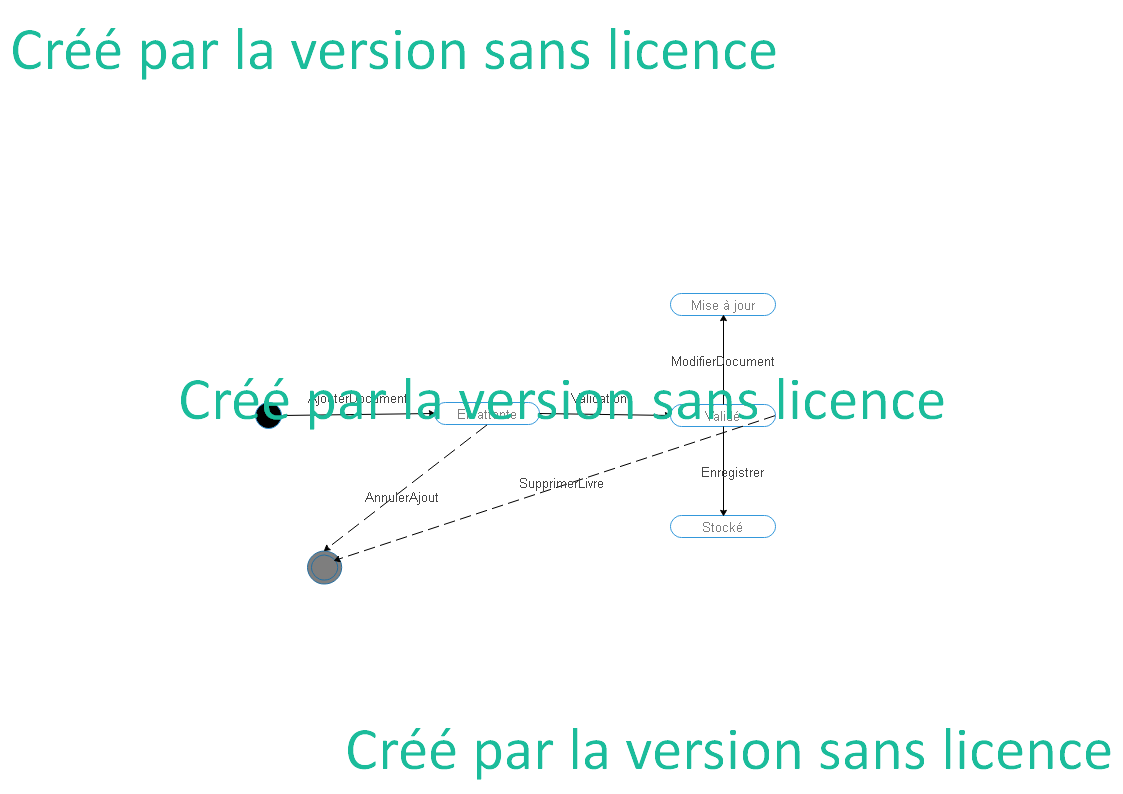 Créé par la version sans licence
Mise à jour
ModifierDocument
Créé par la version sans licence
AjouterDocument
Validation
En attente
Validé
Enregistrer
SupprimerLivre
AnnulerAjout
Stocké
Créé par la version sans licence